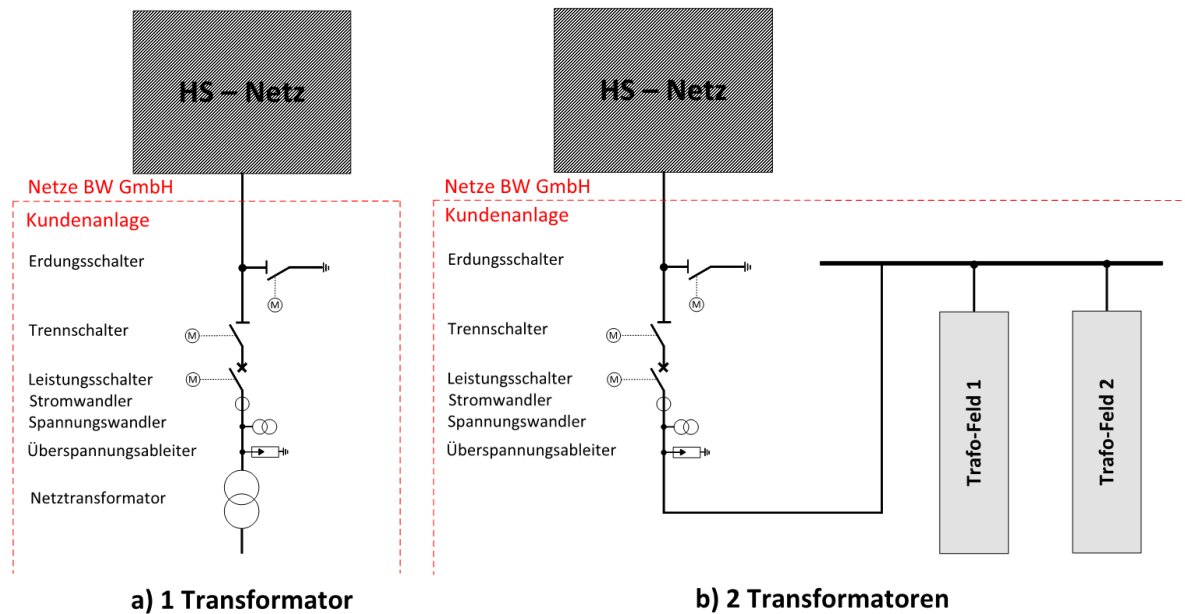 HS – Netz
Netze BW GmbH
Kundenanlage
Erdungsschalter
M
Trennschalter
M
Leistungsschalter
M
Stromwandler
Spannungswandler
Überspannungsableiter
Netztransformator
a) 1 Transformator
HS – Netz
Netze BW GmbH
Kundenanlage
Erdungsschalter
M
Trennschalter
M
Leistungsschalter
M
Stromwandler
Spannungswandler
Überspannungsableiter
Trafo-Feld 1
Trafo-Feld 2
b) 2 Transformatoren